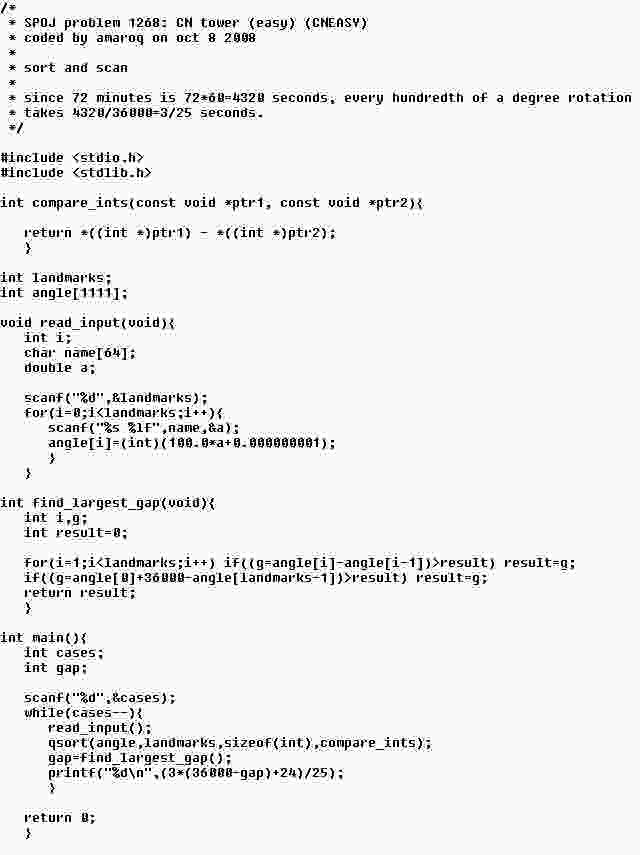 /*
 * SPOJ problem 1268: CN tower (easy) (CNEASY)
 * coded by amaroq on oct 8 2008
 *
 * sort and scan
 *
 * since 72 minutes is 72*60=4320 seconds, every hundredth of a degree rotation
 * takes 4320/36000=3/25 seconds.
 */

#include <stdio.h>
#include <stdlib.h>

int compare_ints(const void *ptr1, const void *ptr2){

   return *((int *)ptr1) - *((int *)ptr2);
   }

int landmarks;
int angle[1111];

void read_input(void){
   int i;
   char name[64];
   double a;

   scanf("%d",&landmarks);
   for(i=0;i<landmarks;i++){
      scanf("%s %lf",name,&a);
      angle[i]=(int)(100.0*a+0.000000001);
      }
   }

int find_largest_gap(void){
   int i,g;
   int result=0;

   for(i=1;i<landmarks;i++) if((g=angle[i]-angle[i-1])>result) result=g;
   if((g=angle[0]+36000-angle[landmarks-1])>result) result=g;
   return result;
   }

int main(){
   int cases;
   int gap;

   scanf("%d",&cases);
   while(cases--){
      read_input();
      qsort(angle,landmarks,sizeof(int),compare_ints);
      gap=find_largest_gap();
      printf("%d\n",(3*(36000-gap)+24)/25);
      }

   return 0;
   }